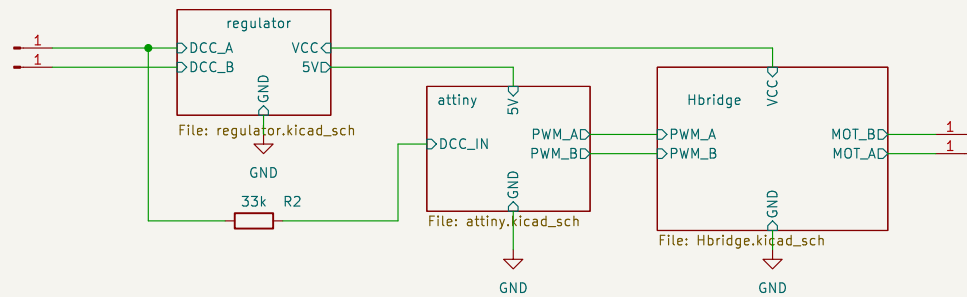 regulator
1
DCC_A
VCC
1
DCC_B
5V
GND
File: regulator.kicad_sch
GND
33k R2
attiny
5V
DCC_IN
PWM_A
PWM_B
GND
File: attiny.kicad_sch
GND
Hbridge
VCC
PWM_A
PWM_B
MOT_B
1
MOT_A
1
GND
File: Hbridge.kicad_sch
GND